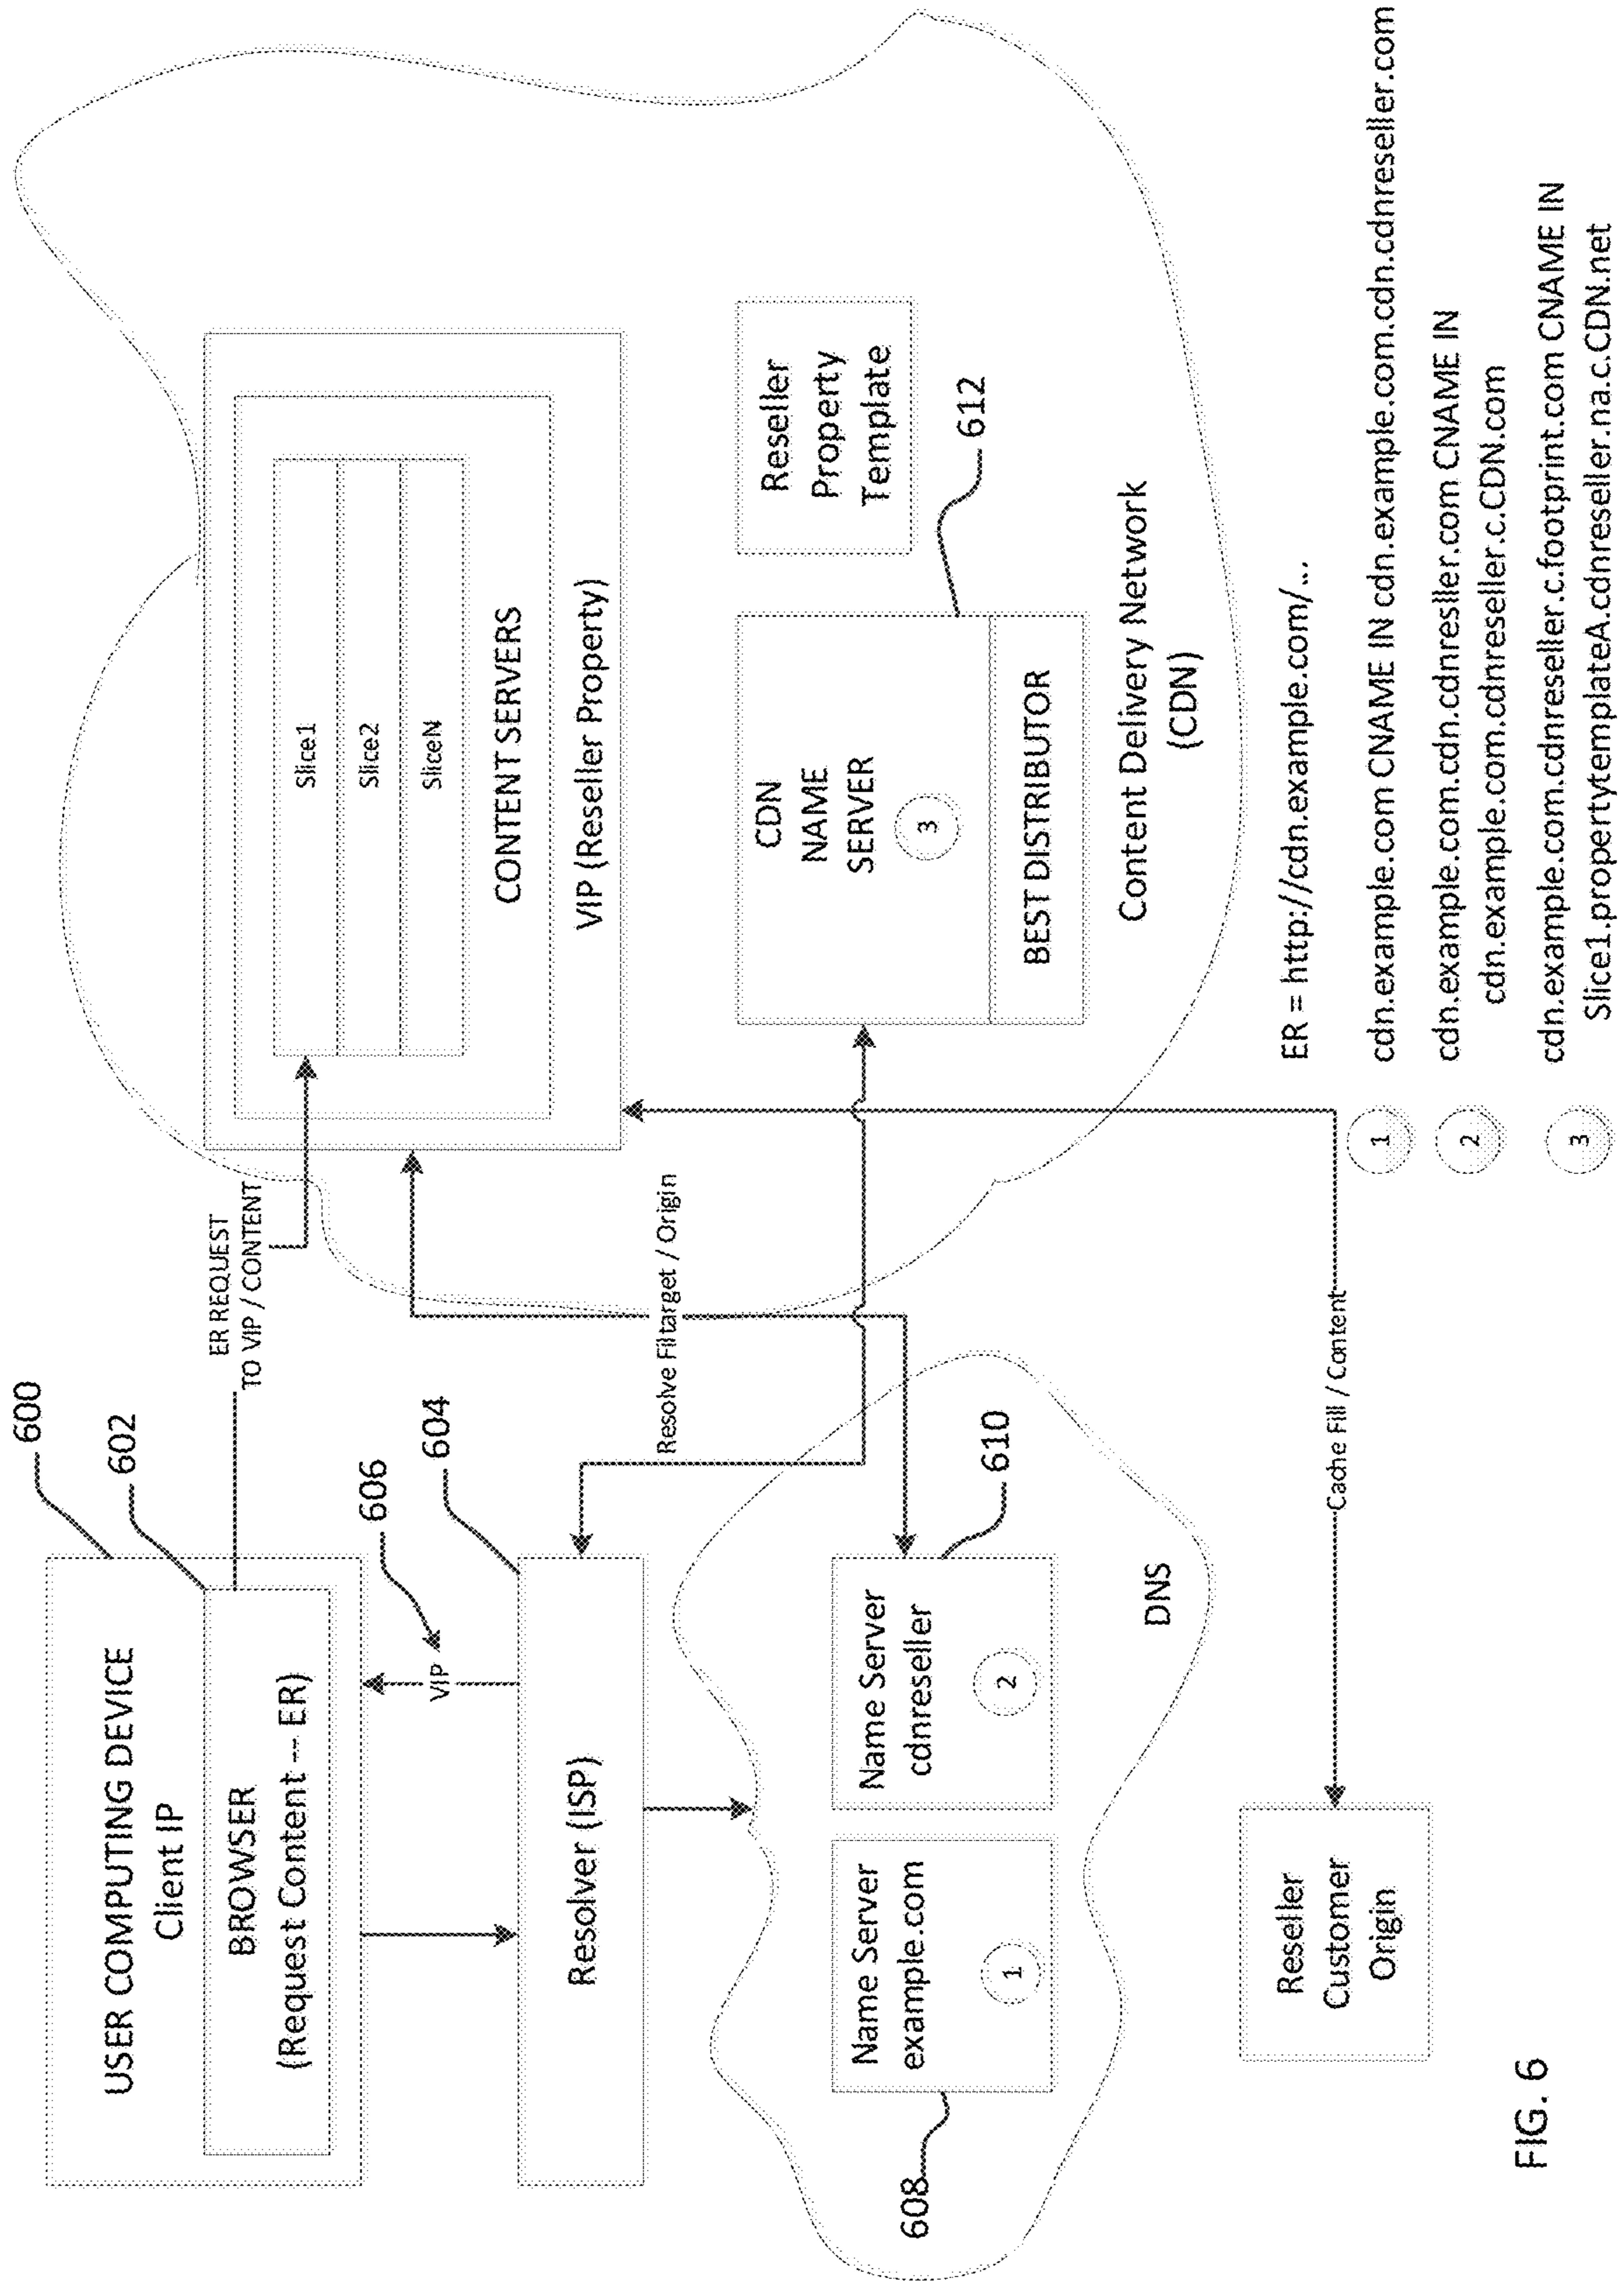 600
USER COMPUTING DEVICE
Client IP
602
BROWSER
(Request Content -- ER)
ER REQUEST
TO VIP / CONTENT
606
VIP
604
Resolver (ISP)
Resolve Filtarget / Origin
Slice1
Slice2
SliceN
CONTENT SERVERS
VIP (Reseller Property)
Name Server
example.com
1
608
Name Server
cdnreseller
2
610
DNS
CDN
NAME
SERVER
3
BEST DISTRIBUTOR
612
Reseller
Property
Template
Content Delivery Network
(CDN)
Reseller
Customer
Origin
Cache Fill / Content
ER = http://cdn.example.com/...
1 cdn.example.com CNAME IN cdn.example.com.cdn.cdnreseller.com
2 cdn.example.com.cdn.cdnresller.com CNAME IN
cdn.example.com.cdnreseller.c.CDN.com
3 cdn.example.com.cdnreseller.c.footprint.com CNAME IN
Slice1.propertytemplateA.cdnreseller.na.c.CDN.net
FIG. 6